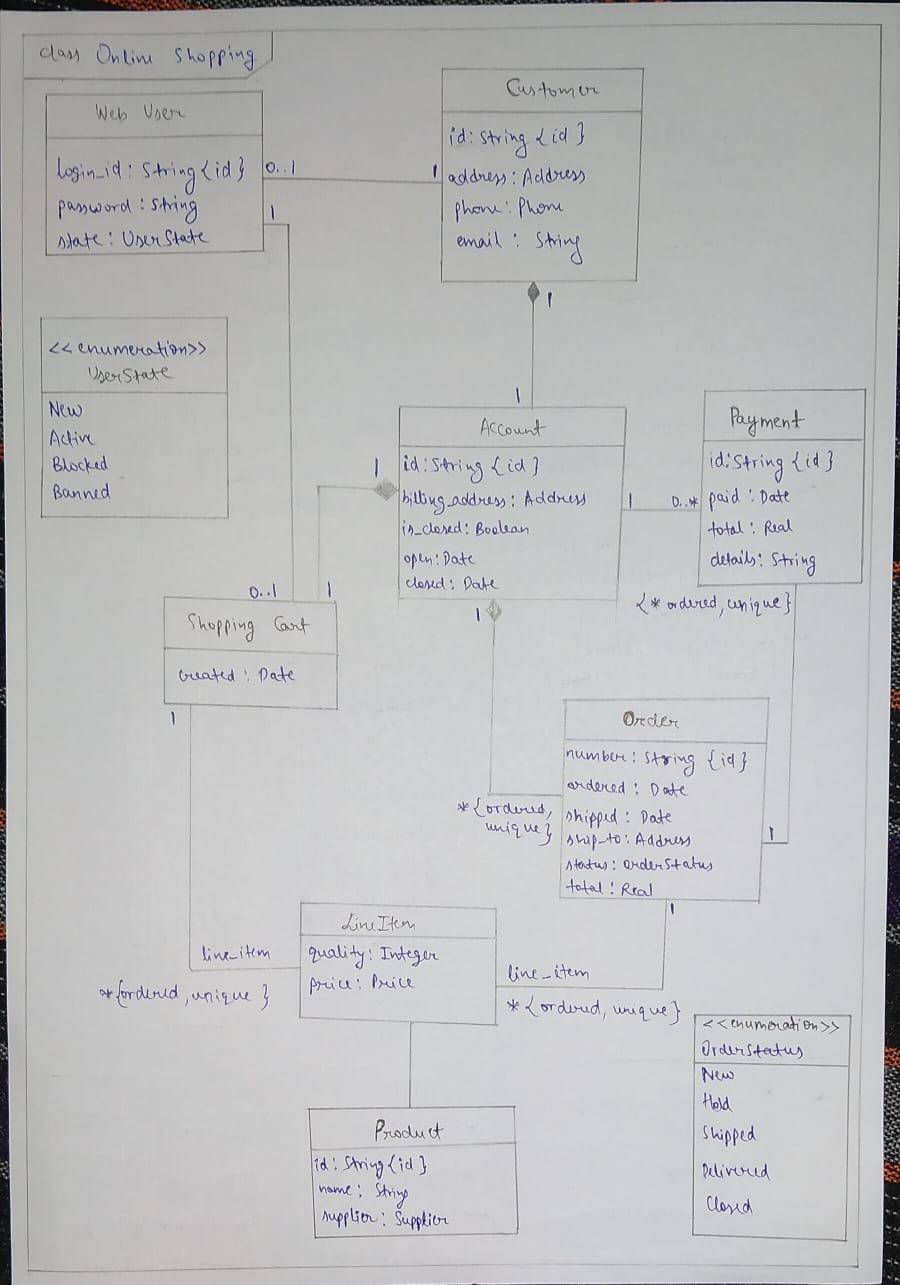 class Online Shopping
Web User
login_id: String {id}
password: String
state: UserState
0..1
1
1
Customer
id: String {id}
address: Address
phone: Phone
email: String
1
1
<<enumeration>>
UserState
New
Active
Blocked
Banned
Account
id: String {id}
billing_address: Address
is_closed: Boolean
open: Date
closed: Date
1
1
1
0..*
Payment
id: String {id}
paid: Date
total: Real
details: String
{* ordered, unique}
0..1
1
Shopping Cart
created: Date
1
Order
number: String {id}
ordered: Date
shipped: Date
ship_to: Address
status: OrderStatus
total: Real
*{ordered,
unique}
1
1
LineItem
quality: Integer
price: Price
line_item
*{ordered, unique}
line_item
*{ordered, unique}
<<enumeration>>
OrderStatus
New
Hold
Shipped
Delivered
Closed
Product
id: String {id}
name: String
supplier: Supplier